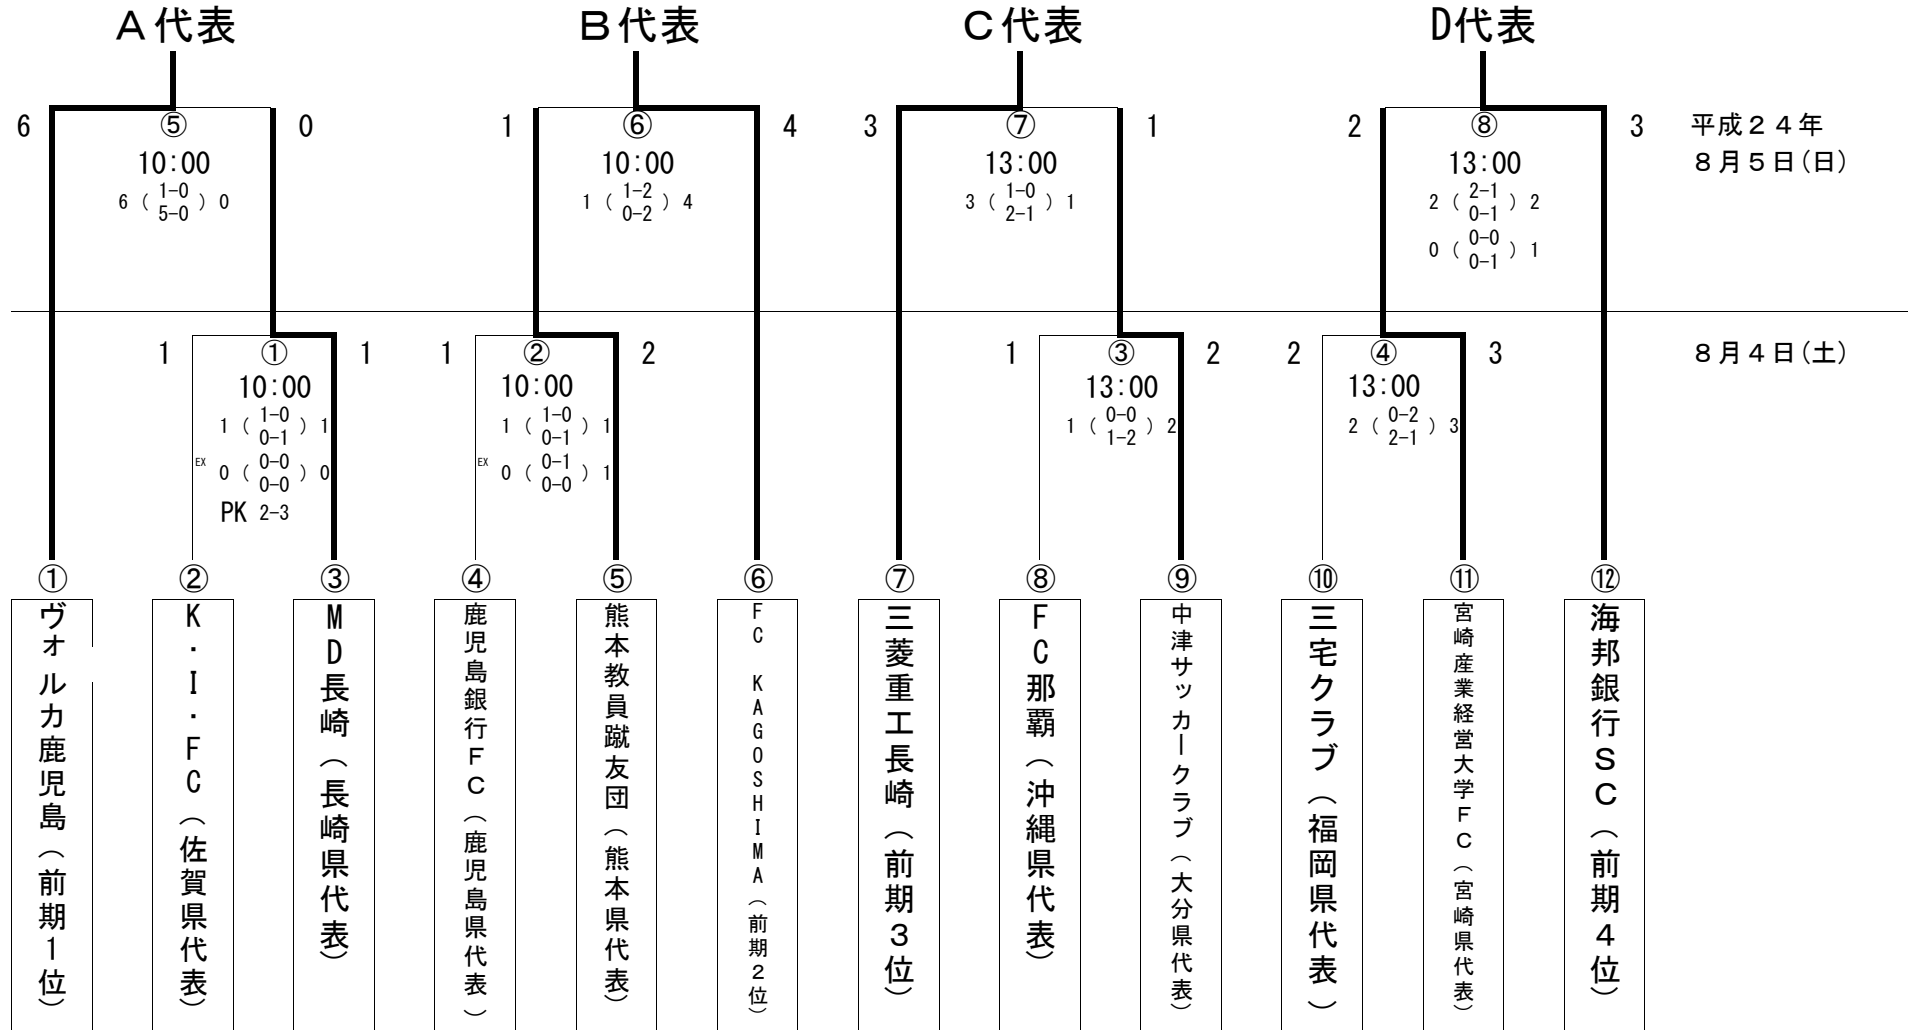 A代表
B代表
C代表
D代表
6 ⑤ 0
1 ⑥ 4
3 ⑦ 1
2 ⑧ 3
平成24年
8月5日(日)
10:00
10:00
13:00
13:00
6 ( 1-0 ) 0
5-0
1 ( 1-2 ) 4
0-2
3 ( 1-0 ) 1
2-1
2 ( 2-1 ) 2
0-1
0 ( 0-0 ) 1
0-1
1 ① 1
1 ② 2
1 ③ 2
2 ④ 3
8月4日(土)
10:00
10:00
13:00
13:00
1 ( 1-0 ) 1
0-1
EX 0 ( 0-0 ) 0
0-0
PK 2-3
1 ( 1-0 ) 1
0-1
EX 0 ( 0-1 ) 1
0-0
1 ( 0-0 ) 2
1-2
2 ( 0-2 ) 3
2-1
①
ヴォルカ鹿児島(前期1位)
②
K・I・FC(佐賀県代表)
③
MD長崎(長崎県代表)
④
鹿児島銀行FC(鹿児島県代表)
⑤
熊本教員蹴友団(熊本県代表)
⑥
FC KAGOSHIMA(前期2位)
⑦
三菱重工長崎(前期3位)
⑧
FC那覇(沖縄県代表)
⑨
中津サッカークラブ(大分県代表)
⑩
三宅クラブ(福岡県代表)
⑪
宮崎産業経営大学FC(宮崎県代表)
⑫
海邦銀行SC(前期4位)